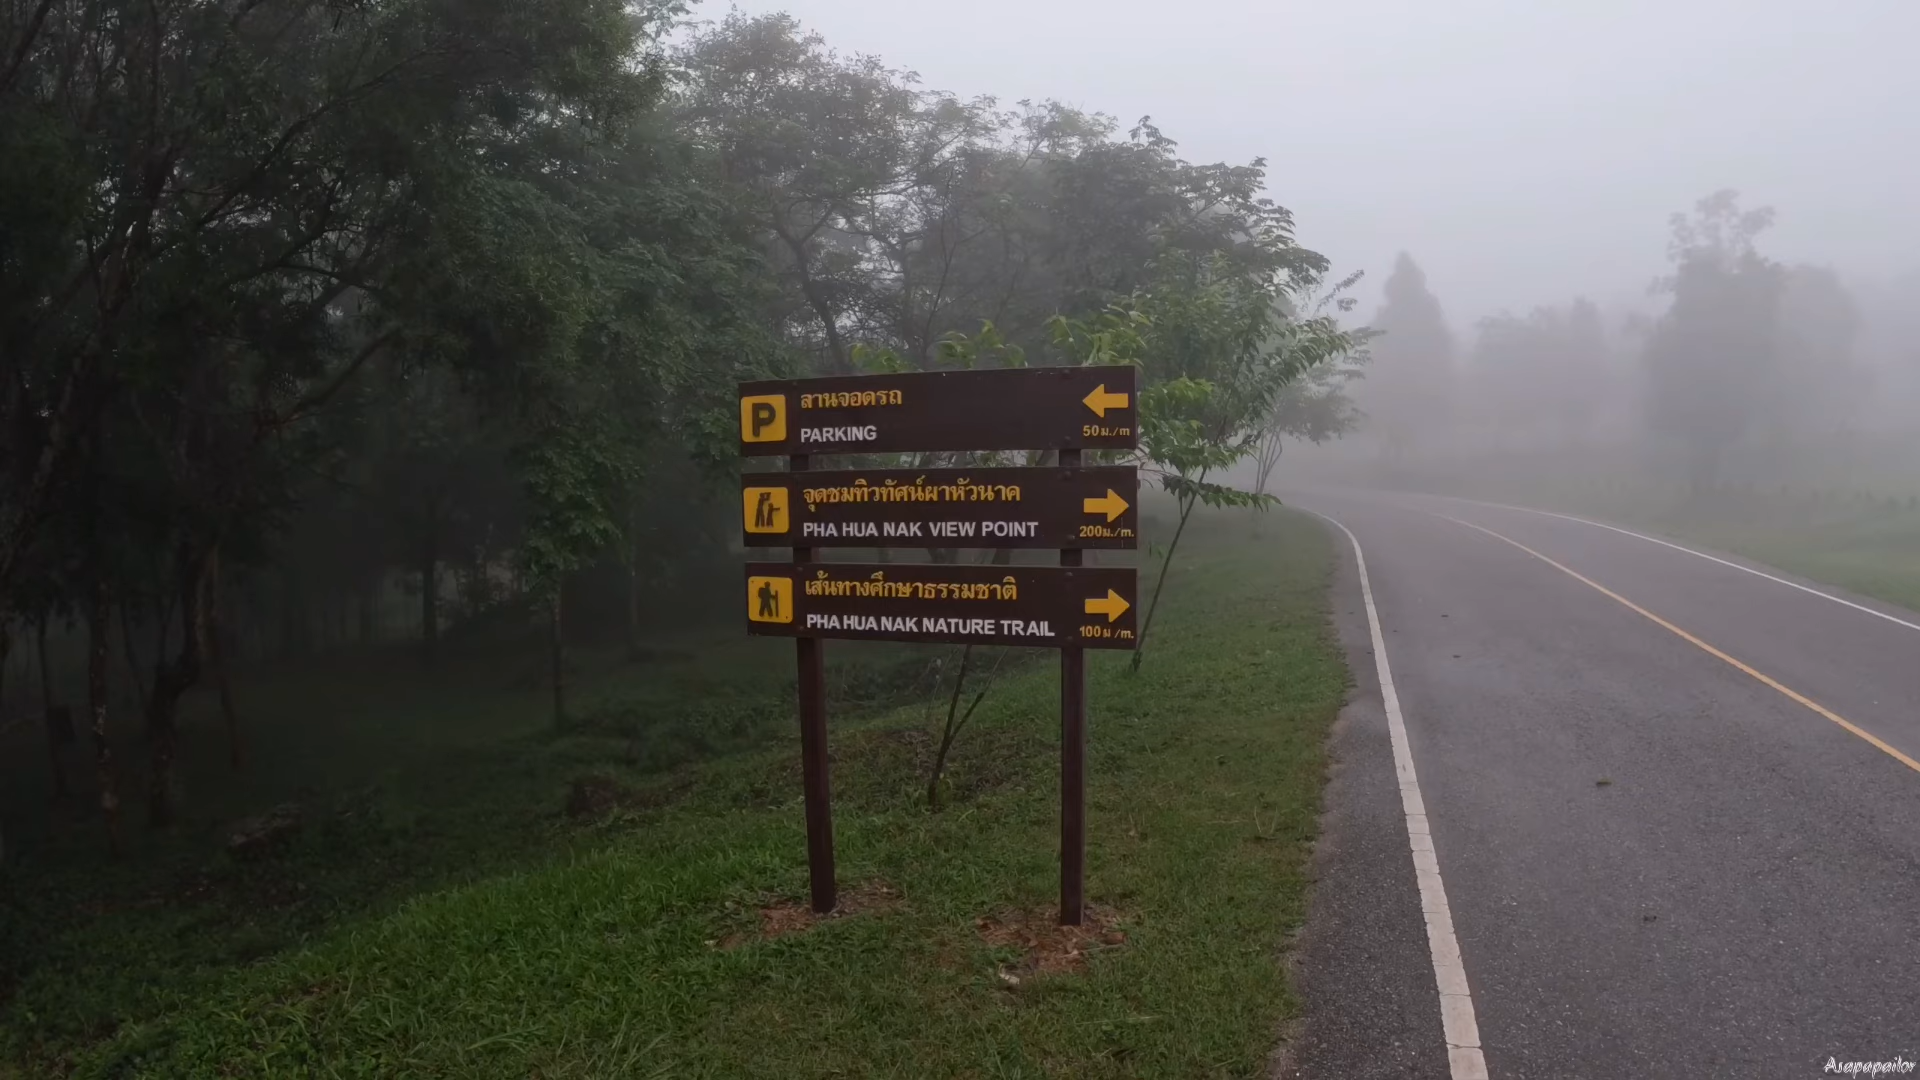 P
ลานจอดรถ
PARKING
50ม./m
จุดชมทิวทัศน์ผาหัวนาค
PHA HUA NAK VIEW POINT
200ม./m.
เส้นทางศึกษาธรรมชาติ
PHA HUA NAK NATURE TRAIL
100ม/m.